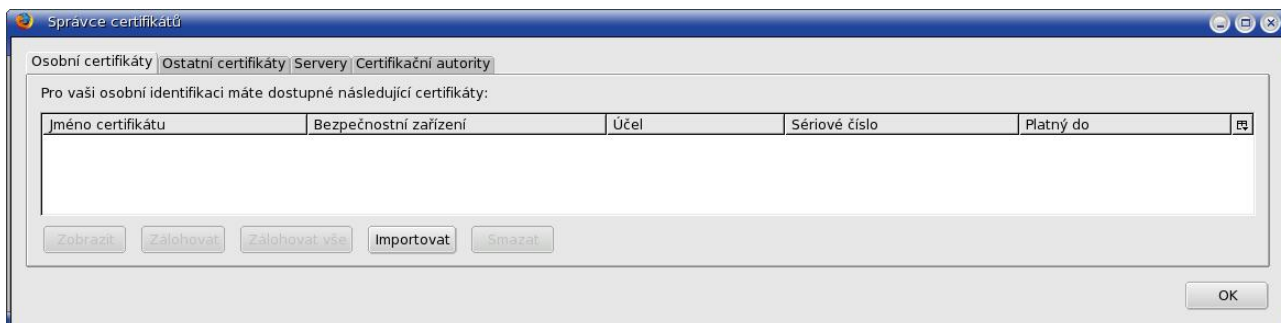 Správce certifikátů
Osobní certifikáty Ostatní certifikáty Servery Certifikační autority
Pro vaši osobní identifikaci máte dostupné následující certifikáty:
Jméno certifikátu Bezpečnostní zařízení Účel Sériové číslo Platný do
Zobrazit Zálohovat Zálohovat vše Importovat Smazat
OK